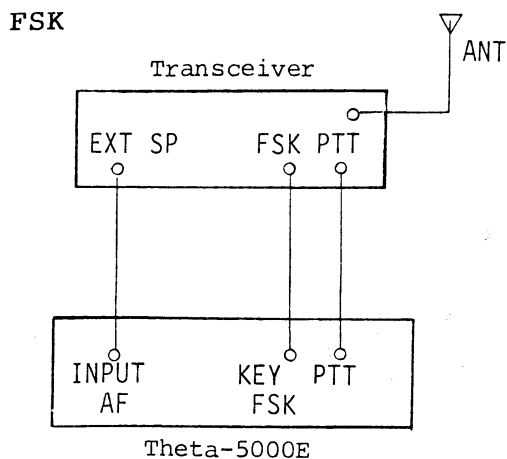 FSK
ANT
Transceiver
EXT SP FSK PTT
INPUT KEY PTT
AF FSK
Theta-5000E